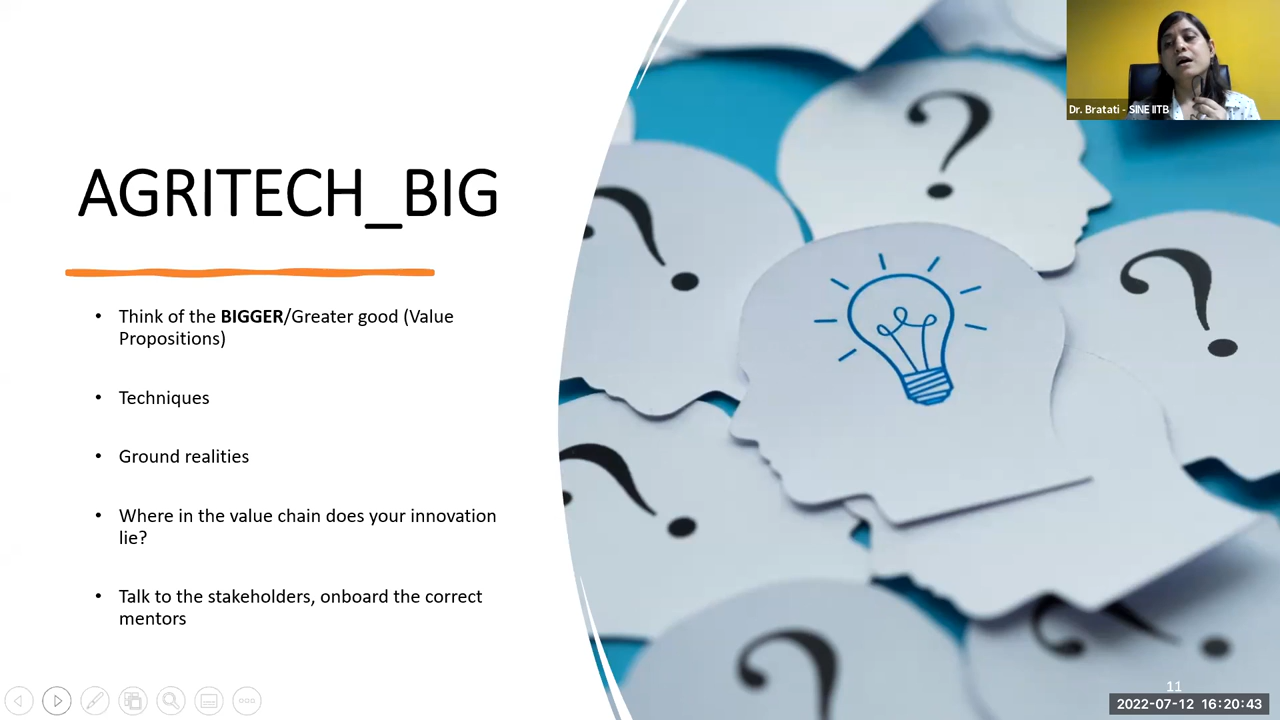 Dr. Bratati - SINE IITB
AGRITECH_BIG
• Think of the BIGGER/Greater good (Value
Propositions)
• Techniques
• Ground realities
• Where in the value chain does your innovation
lie?
• Talk to the stakeholders, onboard the correct
mentors
?
?
?
?
?
?
11
2022-07-12 16:20:43